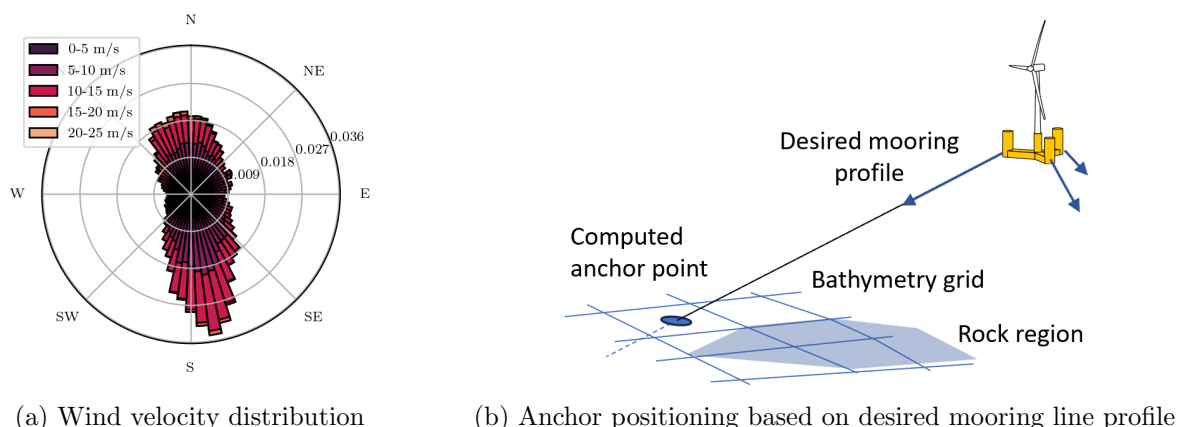 N
0-5 m/s
5-10 m/s
10-15 m/s
15-20 m/s
20-25 m/s
NE
0.036
0.027
0.018
0.009
W
E
SW
SE
S
Desired mooring
profile
Computed
anchor point
Bathymetry grid
Rock region
(a) Wind velocity distribution
(b) Anchor positioning based on desired mooring line profile